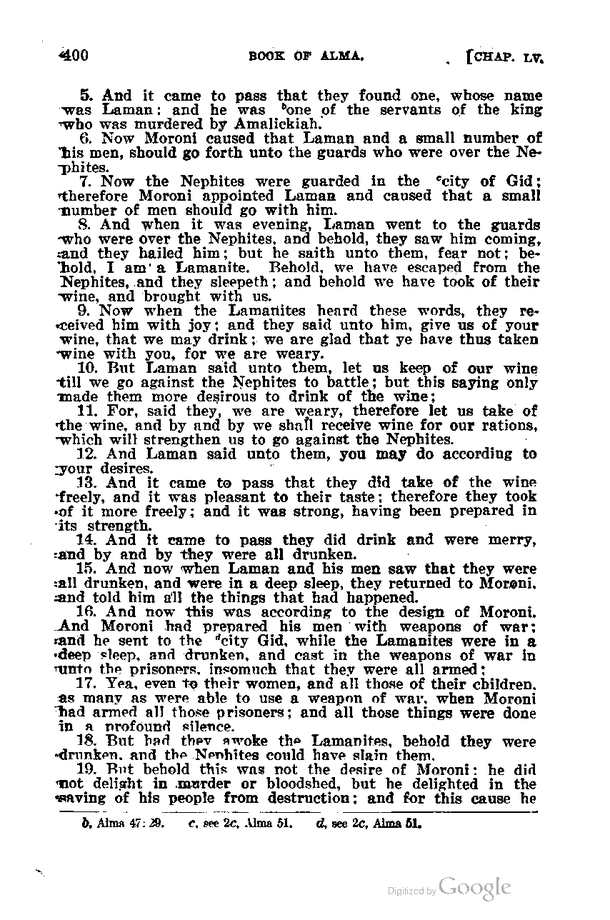 400 BOOK OF ALMA. [CHAP. LV.
5. And it came to pass that they found one, whose name
was Laman; and he was bone of the servants of the king
who was murdered by Amalickiah.
6. Now Moroni caused that Laman and a small number of
his men, should go forth unto the guards who were over the Ne-
phites.
7. Now the Nephites were guarded in the ccity of Gid;
therefore Moroni appointed Laman and caused that a small
number of men should go with him.
8. And when it was evening, Laman went to the guards
who were over the Nephites, and behold, they saw him coming,
and they hailed him; but he saith unto them, fear not; be-
hold, I am a Lamanite. Behold, we have escaped from the
Nephites, and they sleepeth; and behold we have took of their
wine, and brought with us.
9. Now when the Lamanites heard these words, they re-
ceived him with joy; and they said unto him, give us of your
wine, that we may drink; we are glad that ye have thus taken
wine with you, for we are weary.
10. But Laman said unto them, let us keep of our wine
till we go against the Nephites to battle; but this saying only
made them more desirous to drink of the wine;
11. For, said they, we are weary, therefore let us take of
the wine, and by and by we shall receive wine for our rations,
which will strengthen us to go against the Nephites.
12. And Laman said unto them, you may do according to
your desires.
13. And it came to pass that they did take of the wine
freely, and it was pleasant to their taste; therefore they took
of it more freely; and it was strong, having been prepared in
its strength.
14. And it came to pass they did drink and were merry,
and by and by they were all drunken.
15. And now when Laman and his men saw that they were
all drunken, and were in a deep sleep, they returned to Moroni,
and told him all the things that had happened.
16. And now this was according to the design of Moroni.
And Moroni had prepared his men with weapons of war;
and he sent to the dcity Gid, while the Lamanites were in a
deep sleep, and drunken, and cast in the weapons of war in
unto the prisoners, insomuch that they were all armed;
17. Yea, even to their women, and all those of their children,
as many as were able to use a weapon of war, when Moroni
had armed all those prisoners; and all those things were done
in a profound silence.
18. But had they awoke the Lamanites, behold they were
drunken, and the Nephites could have slain them.
19. But behold this was not the desire of Moroni; he did
not delight in murder or bloodshed, but he delighted in the
saving of his people from destruction; and for this cause he
b, Alma 47:29. c, see 2c, Alma 51. d, see 2c, Alma 51.
Digitized by Google